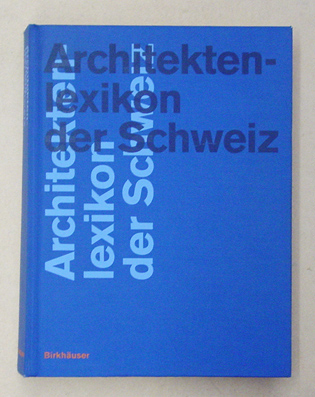 Architekten-
lexikon
der Schweiz
Architekten-
lexikon
der Schweiz
Birkhäuser